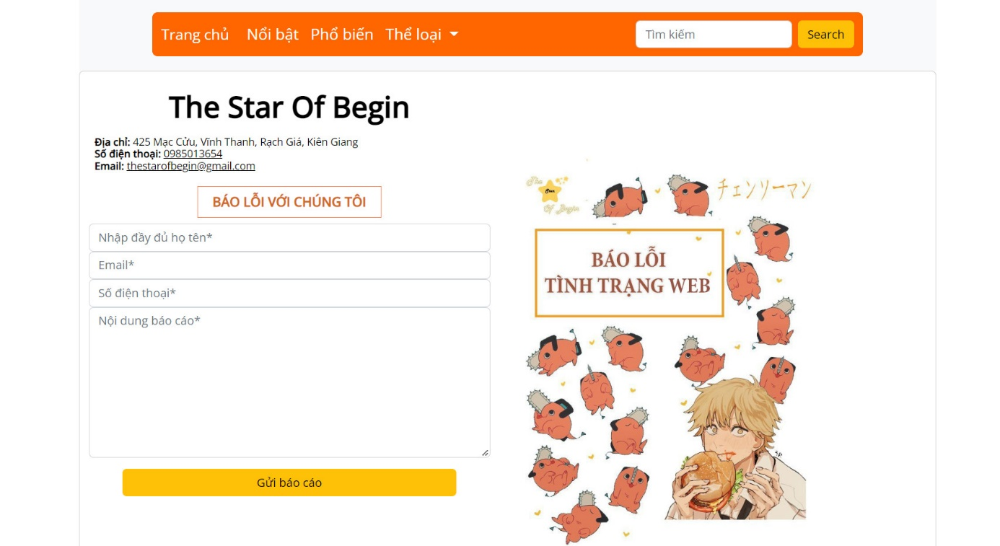 Trang chủ Nổi bật Phổ biến Thể loại Tìm kiếm Search
The Star Of Begin
Địa chỉ: 425 Mạc Cửu, Vĩnh Thanh, Rạch Giá, Kiên Giang
Số điện thoại: 0985013654
Email: thestarofbegin@gmail.com
BÁO LỖI VỚI CHÚNG TÔI
Nhập đầy đủ họ tên*
Email*
Số điện thoại*
Nội dung báo cáo*
Gửi báo cáo
The
Star
Of Begin
チェンソーマン
BÁO LỖI
TÌNH TRẠNG WEB